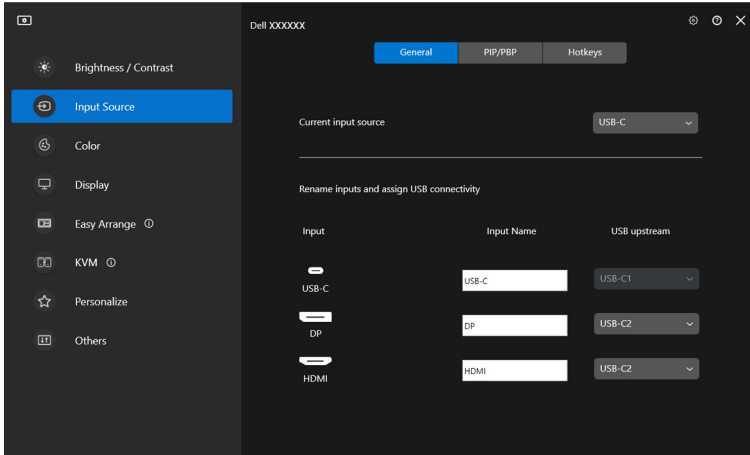 Dell XXXXXX
General PIP/PBP Hotkeys
Brightness / Contrast
Input Source
Color
Display
Easy Arrange
KVM
Personalize
Others
Current input source USB-C
Rename inputs and assign USB connectivity
Input Input Name USB upstream
USB-C USB-C USB-C1
DP DP USB-C2
HDMI HDMI USB-C2